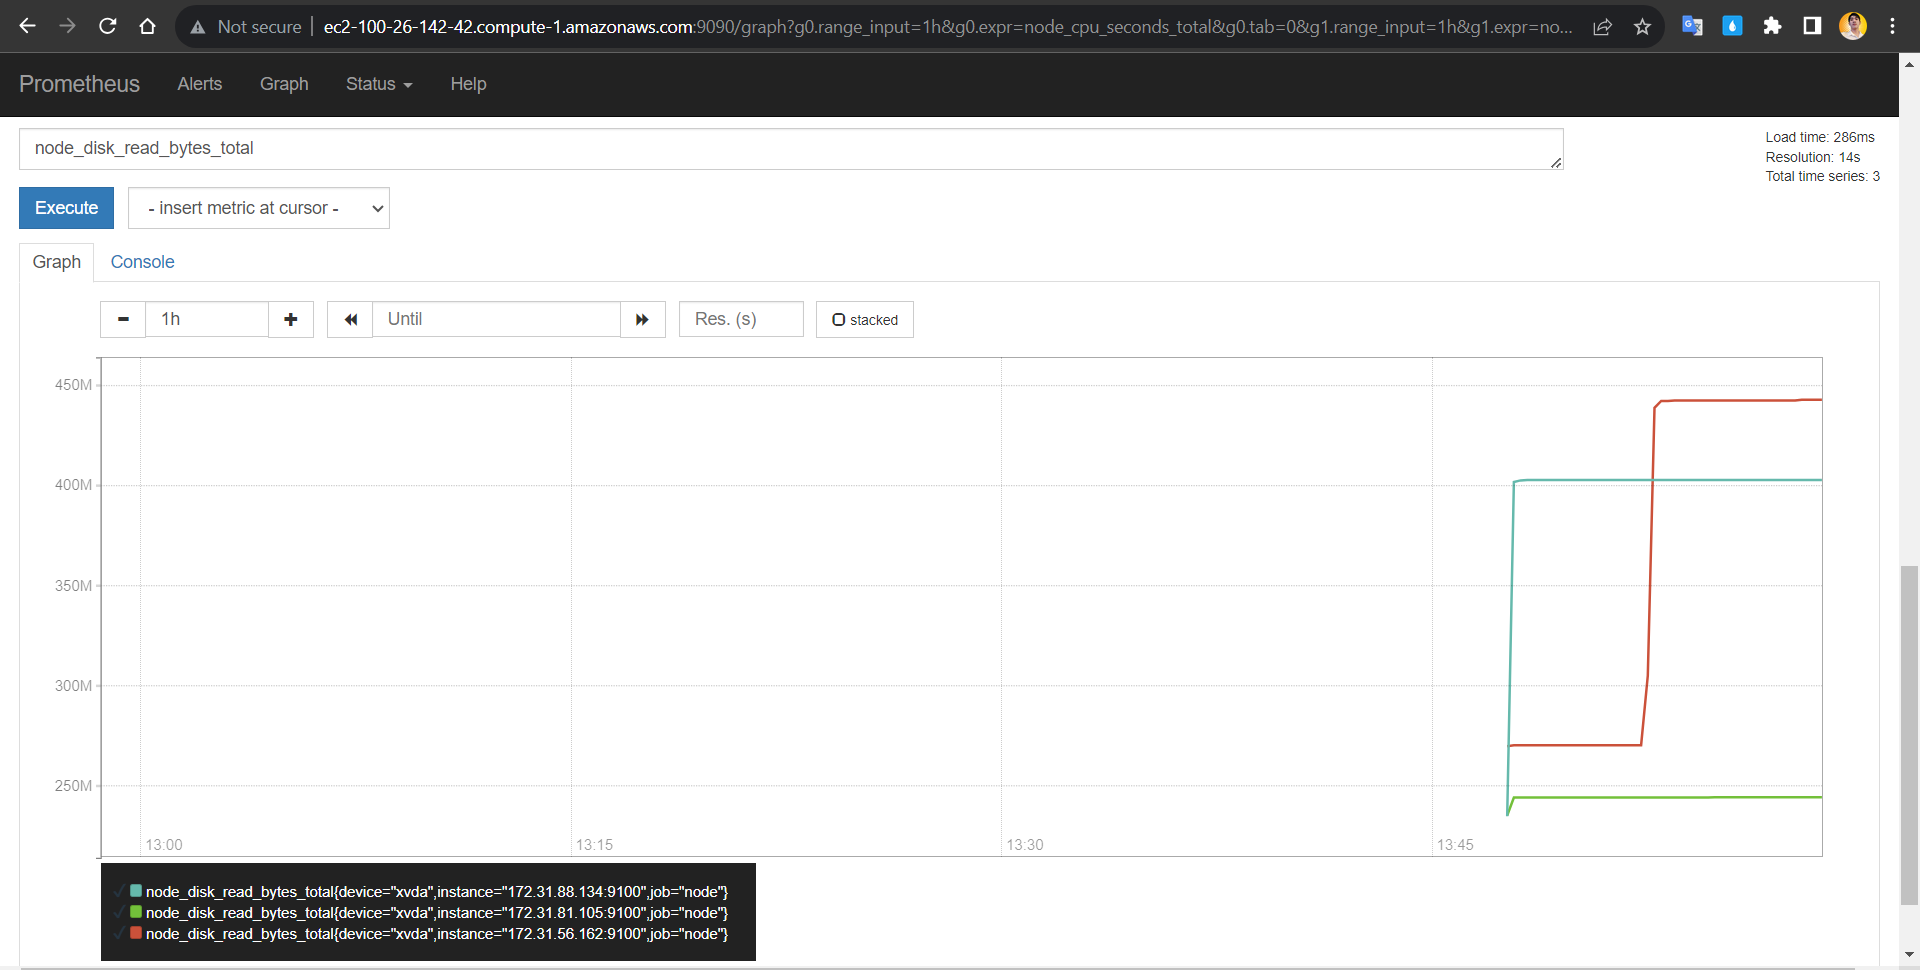 Not secure | ec2-100-26-142-42.compute-1.amazonaws.com:9090/graph?g0.range_input=1h&g0.expr=node_cpu_seconds_total&g0.tab=0&g1.range_input=1h&g1.expr=no...
Prometheus Alerts Graph Status Help
node_disk_read_bytes_total
Load time: 286ms
Resolution: 14s
Total time series: 3
Execute - insert metric at cursor -
Graph Console
1h Until Res. (s) stacked
450M
400M
350M
300M
250M
13:00 13:15 13:30 13:45
node_disk_read_bytes_total{device="xvda",instance="172.31.88.134:9100",job="node"}
node_disk_read_bytes_total{device="xvda",instance="172.31.81.105:9100",job="node"}
node_disk_read_bytes_total{device="xvda",instance="172.31.56.162:9100",job="node"}